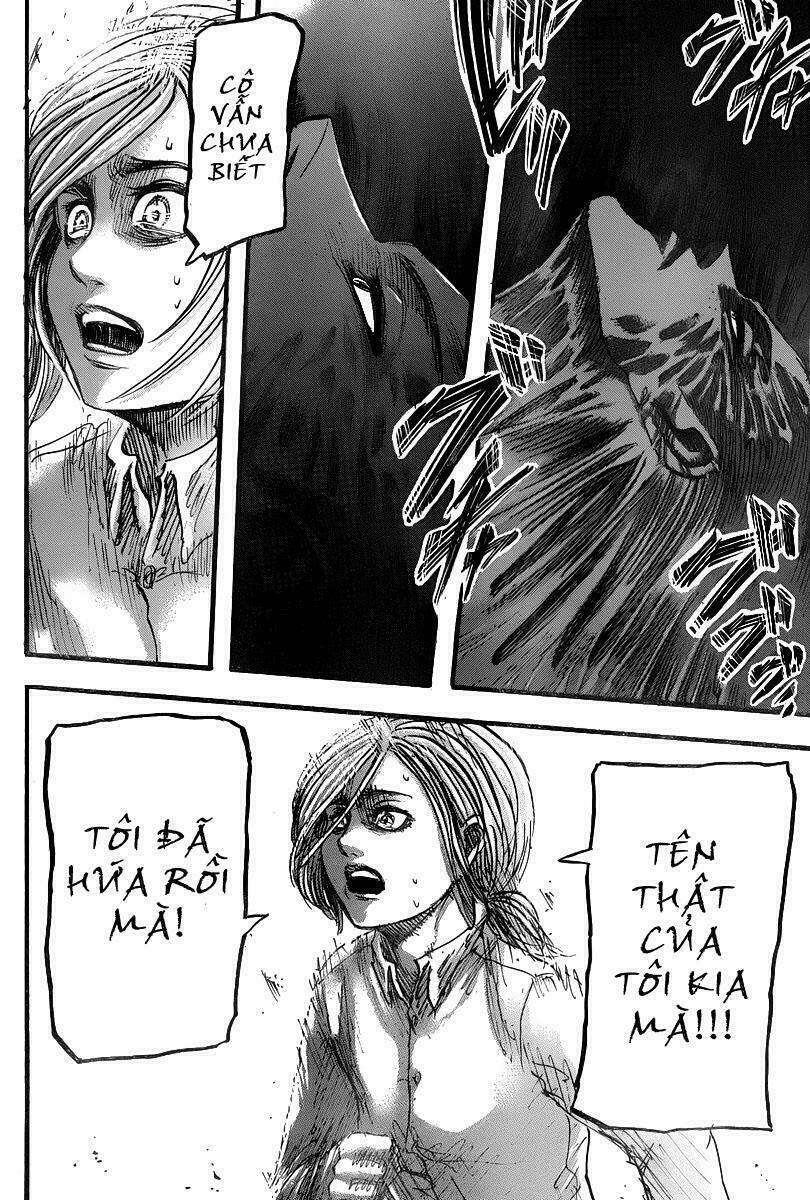 CÔ
VẪN
CHƯA
BIẾT
TÊN
THẬT
CỦA
TÔI KIA
MÀ!!!
TÔI ĐÃ
HỨA RỒI
MÀ!